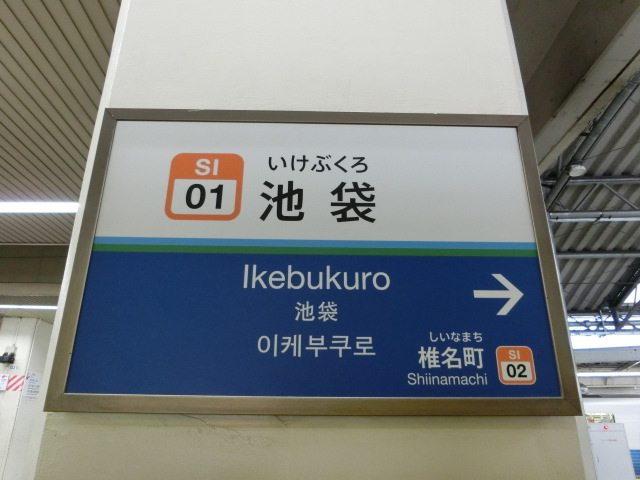 SI
01
いけぶくろ
池袋
Ikebukuro
池袋
이케부쿠로
しいなまち
椎名町
Shiinamachi
SI
02